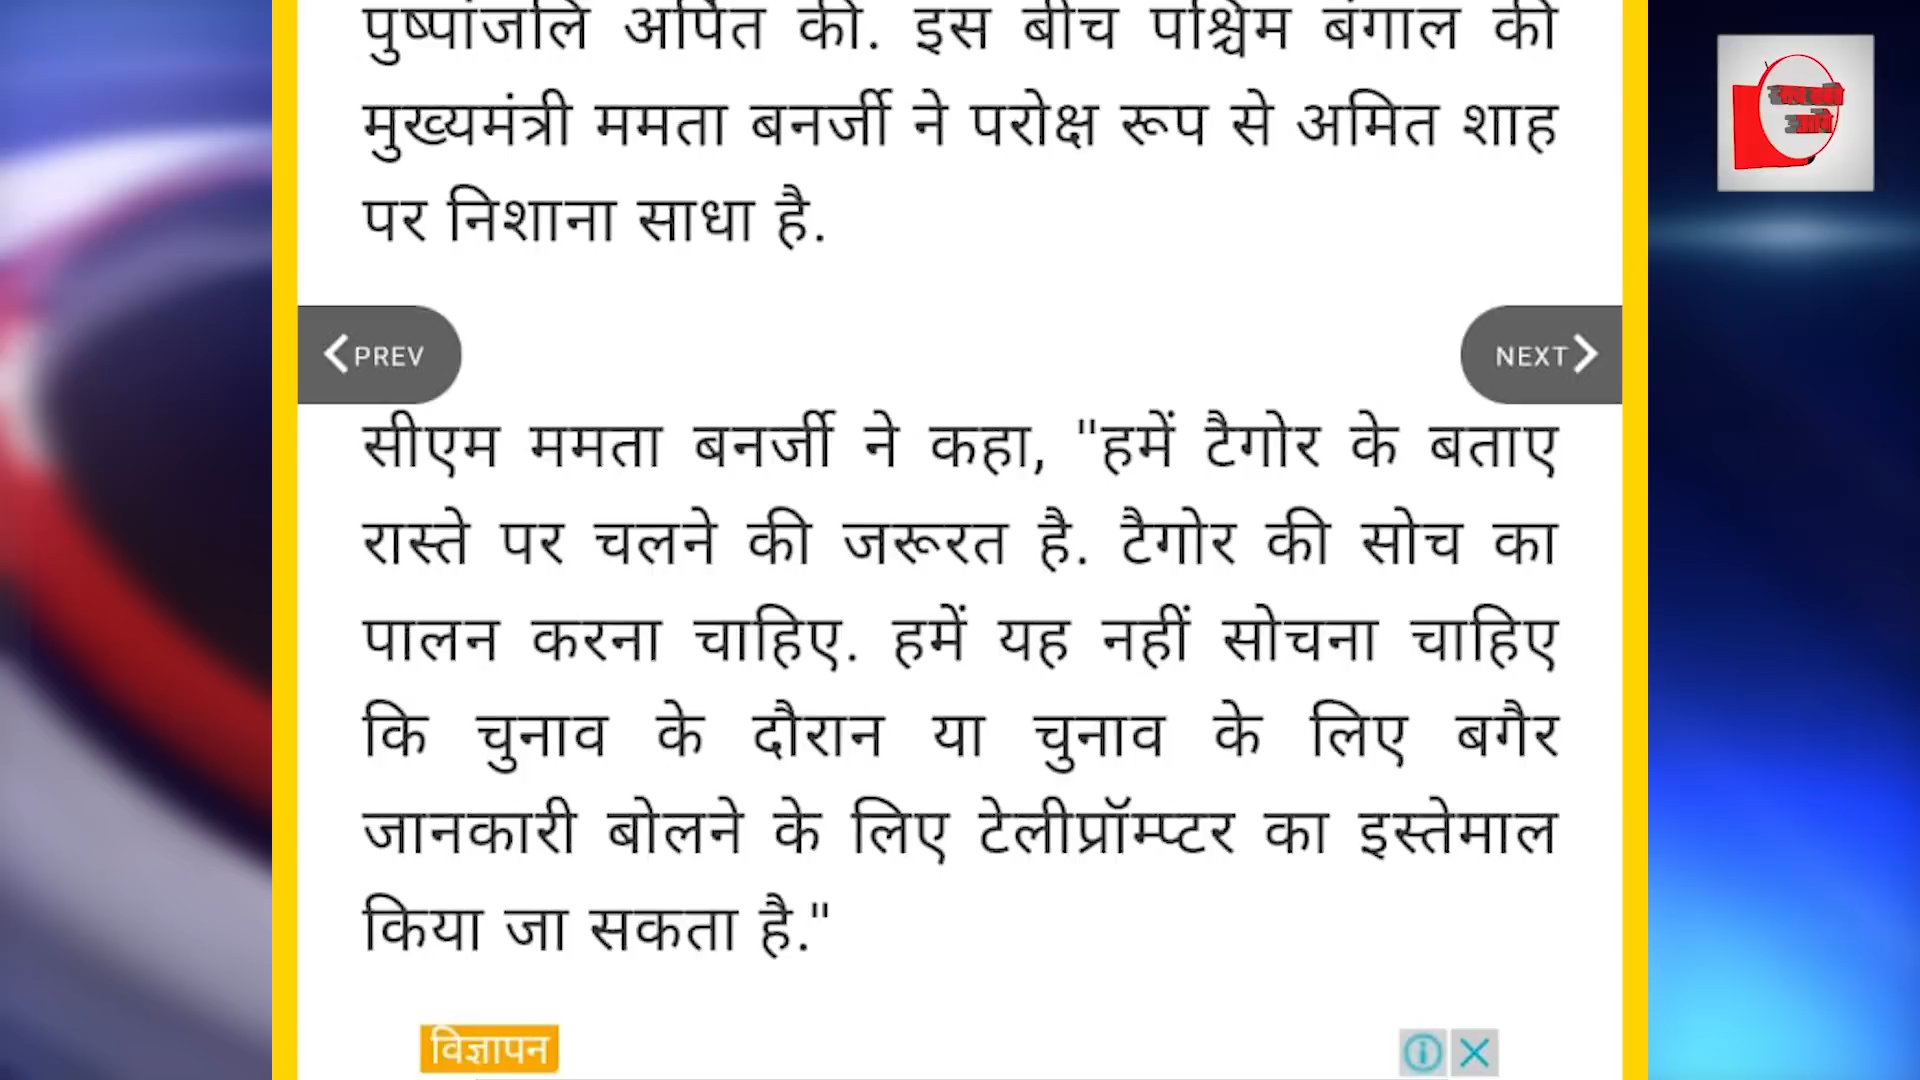 पुष्पांजलि अर्पित की. इस बीच पश्चिम बंगाल की
मुख्यमंत्री ममता बनर्जी ने परोक्ष रूप से अमित शाह
पर निशाना साधा है.
PREV
NEXT
सीएम ममता बनर्जी ने कहा, "हमें टैगोर के बताए
रास्ते पर चलने की जरूरत है. टैगोर की सोच का
पालन करना चाहिए. हमें यह नहीं सोचना चाहिए
कि चुनाव के दौरान या चुनाव के लिए बगैर
जानकारी बोलने के लिए टेलीप्रॉम्प्टर का इस्तेमाल
किया जा सकता है."
विज्ञापन